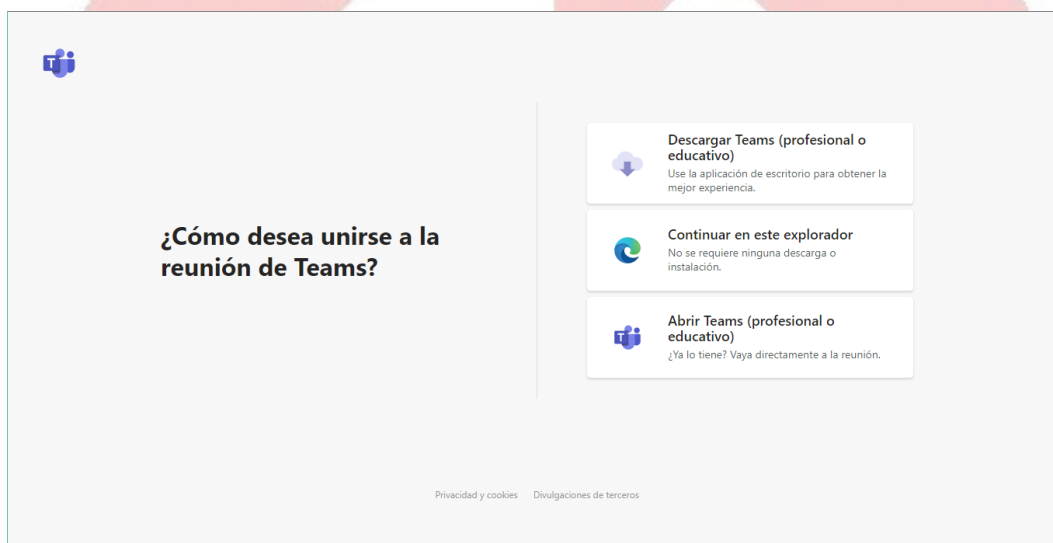 ¿Cómo desea unirse a la
reunión de Teams?
Descargar Teams (profesional o
educativo)
Use la aplicación de escritorio para obtener la
mejor experiencia.
Continuar en este explorador
No se requiere ninguna descarga o
instalación.
Abrir Teams (profesional o
educativo)
¿Ya lo tiene? Vaya directamente a la reunión.
Privacidad y cookies
Divulgaciones de terceros